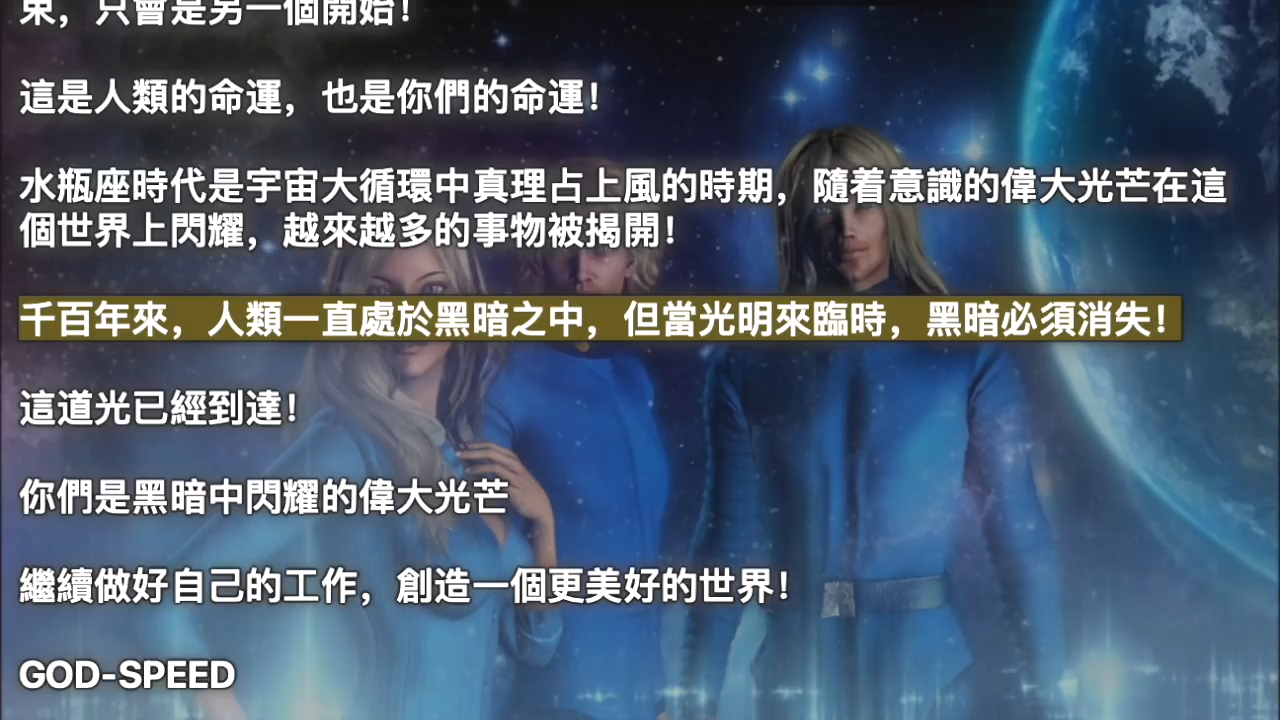 束，只會是另一個開始！
這是人類的命運，也是你們的命運！
水瓶座時代是宇宙大循環中真理占上風的時期，隨着意識的偉大光芒在這
個世界上閃耀，越來越多的事物被揭開！
千百年來，人類一直處於黑暗之中，但當光明來臨時，黑暗必須消失！
這道光已經到達！
你們是黑暗中閃耀的偉大光芒
繼續做好自己的工作，創造一個更美好的世界！
GOD-SPEED